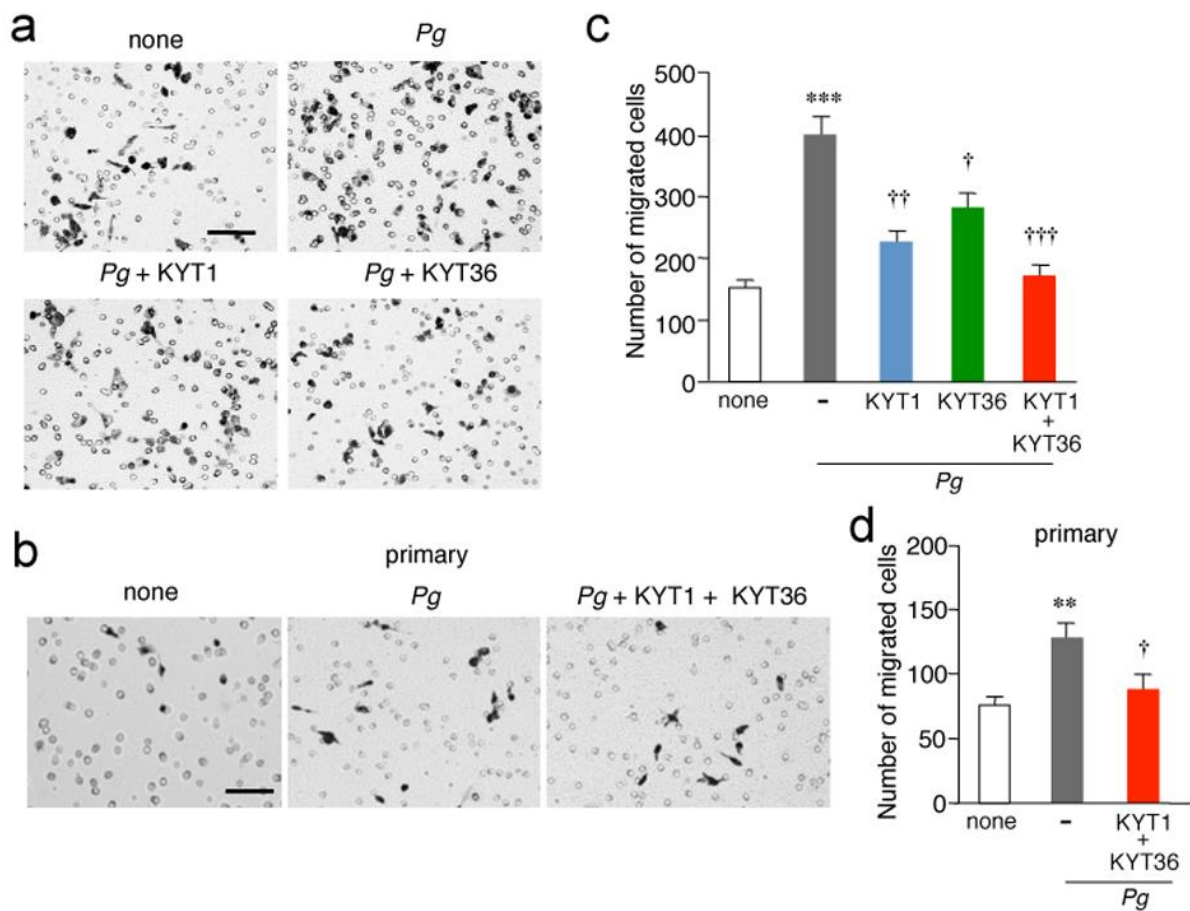 a
none
Pg
Pg + KYT1
Pg + KYT36
b
primary
none
Pg
Pg + KYT1 + KYT36
c
Number of migrated cells
500
400
300
200
100
0
***
††
†
†††
none
-
KYT1
KYT36
KYT1
+
KYT36
Pg
d
primary
Number of migrated cells
200
150
100
50
0
**
†
none
-
KYT1
+
KYT36
Pg